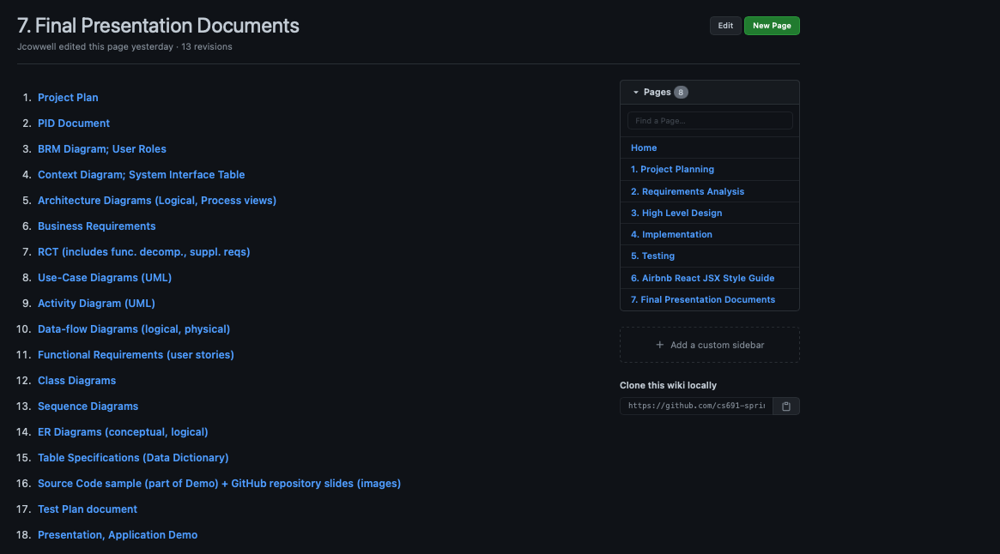 7. Final Presentation Documents
Edit
New Page
Jcowwell edited this page yesterday · 13 revisions
1. Project Plan
2. PID Document
3. BRM Diagram; User Roles
4. Context Diagram; System Interface Table
5. Architecture Diagrams (Logical, Process views)
6. Business Requirements
7. RCT (includes func. decomp., suppl. reqs)
8. Use-Case Diagrams (UML)
9. Activity Diagram (UML)
10. Data-flow Diagrams (logical, physical)
11. Functional Requirements (user stories)
12. Class Diagrams
13. Sequence Diagrams
14. ER Diagrams (conceptual, logical)
15. Table Specifications (Data Dictionary)
16. Source Code sample (part of Demo) + GitHub repository slides (images)
17. Test Plan document
18. Presentation, Application Demo
Pages 8
Find a Page...
Home
1. Project Planning
2. Requirements Analysis
3. High Level Design
4. Implementation
5. Testing
6. Airbnb React JSX Style Guide
7. Final Presentation Documents
+ Add a custom sidebar
Clone this wiki locally
https://github.com/cs691-sprin